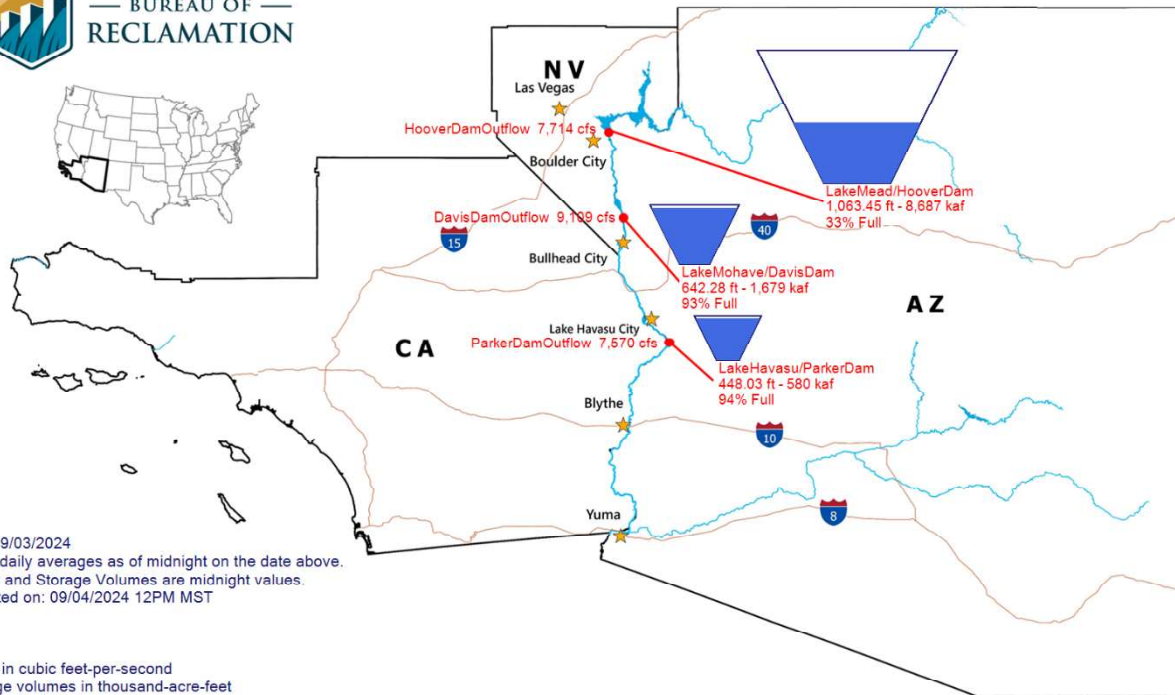 BUREAU OF
RECLAMATION
NV
Las Vegas
HooverDamOutflow 7,714 cfs
Boulder City
LakeMead/HooverDam
1,063.45 ft - 8,687 kaf
33% Full
DavisDamOutflow 9,109 cfs
15
40
Bullhead City
LakeMohave/DavisDam
642.28 ft - 1,679 kaf
93% Full
AZ
Lake Havasu City
CA
ParkerDamOutflow 7,570 cfs
LakeHavasu/ParkerDam
448.03 ft - 580 kaf
94% Full
Blythe
10
Yuma
8
9/03/2024
daily averages as of midnight on the date above.
and Storage Volumes are midnight values.
ed on: 09/04/2024 12PM MST
in cubic feet-per-second
ge volumes in thousand-acre-feet